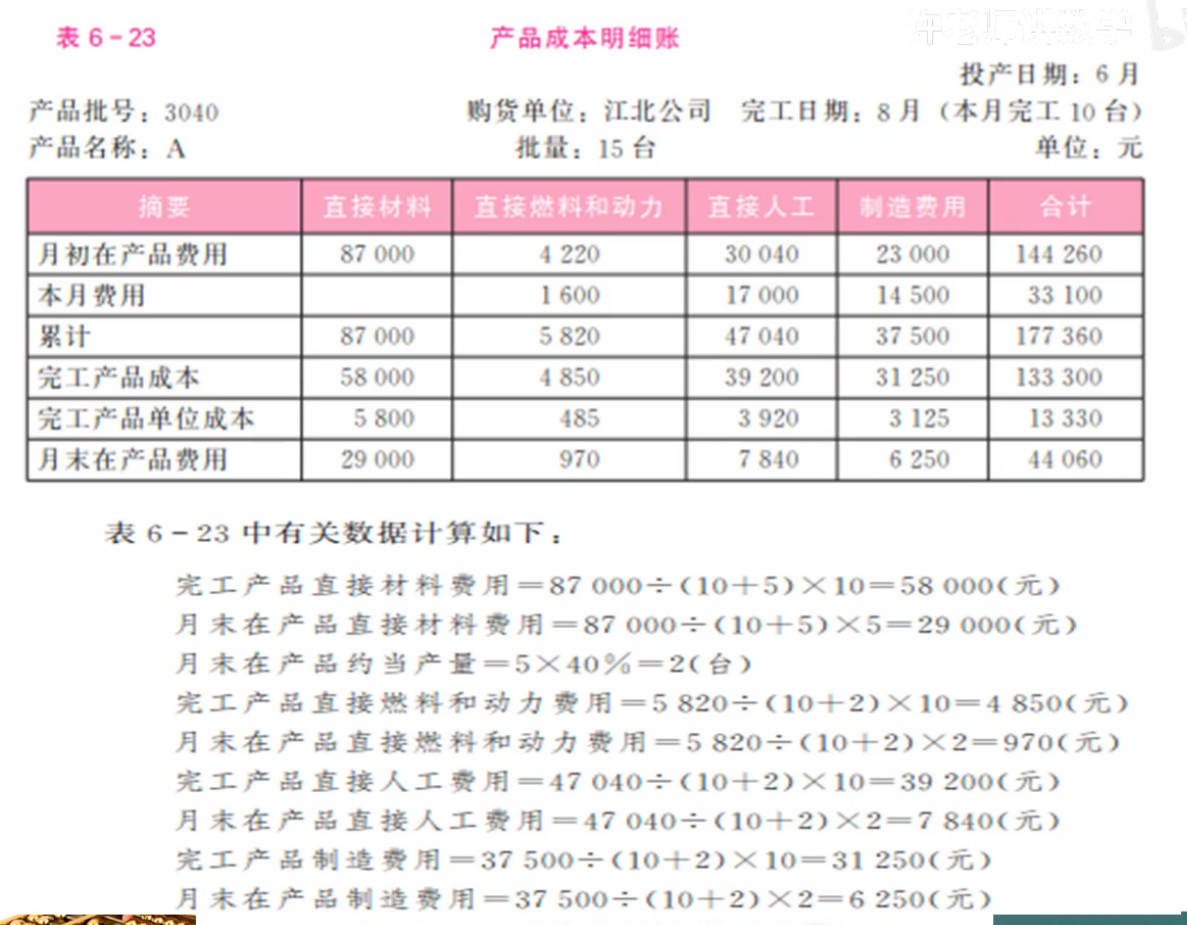 表 6-23 产品成本明细账
投产日期：6 月
产品批号：3040 购货单位：江北公司 完工日期：8 月（本月完工 10 台）
产品名称：A 批量：15 台 单位：元
摘要 直接材料 直接燃料和动力 直接人工 制造费用 合计
月初在产品费用 87 000 4 220 30 040 23 000 144 260
本月费用 1 600 17 000 14 500 33 100
累计 87 000 5 820 47 040 37 500 177 360
完工产品成本 58 000 4 850 39 200 31 250 133 300
完工产品单位成本 5 800 485 3 920 3 125 13 330
月末在产品费用 29 000 970 7 840 6 250 44 060
表 6-23 中有关数据计算如下：
完工产品直接材料费用=87 000÷(10+5)×10=58 000(元)
月末在产品直接材料费用=87 000÷(10+5)×5=29 000(元)
月末在产品约当产量=5×40%=2(台)
完工产品直接燃料和动力费用=5 820÷(10+2)×10=4 850(元)
月末在产品直接燃料和动力费用=5 820÷(10+2)×2=970(元)
完工产品直接人工费用=47 040÷(10+2)×10=39 200(元)
月末在产品直接人工费用=47 040÷(10+2)×2=7 840(元)
完工产品制造费用=37 500÷(10+2)×10=31 250(元)
月末在产品制造费用=37 500÷(10+2)×2=6 250(元)